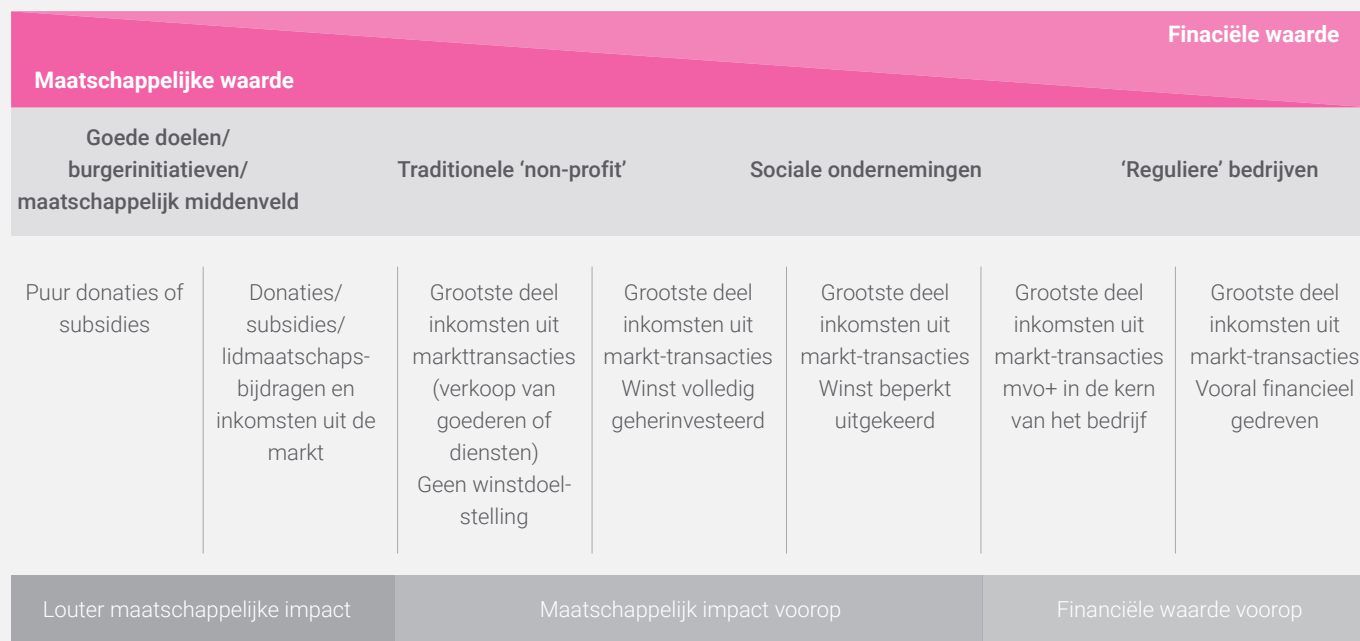 Finaciële waarde
Maatschappelijke waarde
Goede doelen/
burgerinitiatieven/
maatschappelijk middenveld
Traditionele ‘non-profit’
Sociale ondernemingen
‘Reguliere’ bedrijven
Puur donaties of
subsidies
Donaties/
subsidies/
lidmaatschaps-
bijdragen en
inkomsten uit de
markt
Grootste deel
inkomsten uit
markttransacties
(verkoop van
goederen of
diensten)
Geen winstdoel-
stelling
Grootste deel
inkomsten uit
markt-transacties
Winst volledig
geherinvesteerd
Grootste deel
inkomsten uit
markt-transacties
Winst beperkt
uitgekeerd
Grootste deel
inkomsten uit
markt-transacties
mvo+ in de kern
van het bedrijf
Grootste deel
inkomsten uit
markt-transacties
Vooral financieel
gedreven
Louter maatschappelijke impact
Maatschappelijk impact voorop
Financiële waarde voorop